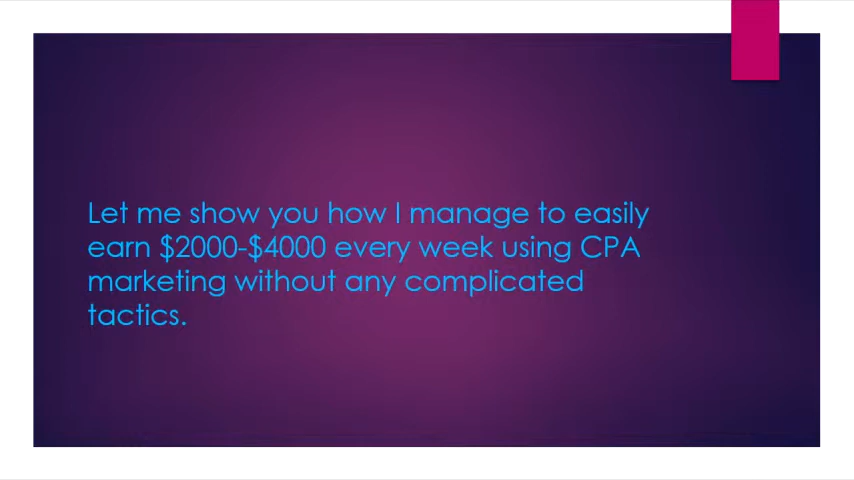 Let me show you how I manage to easily
earn $2000-$4000 every week using CPA
marketing without any complicated
tactics.